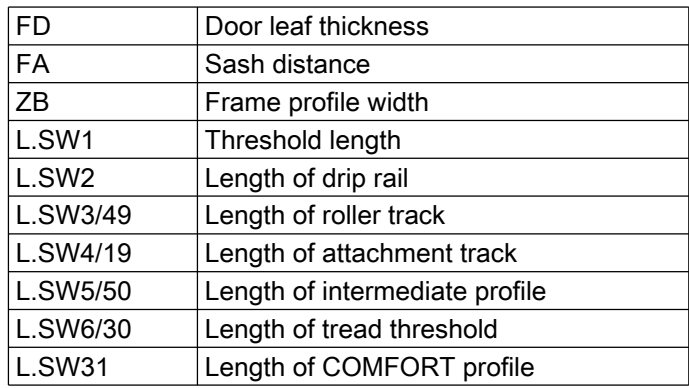 FD Door leaf thickness
FA Sash distance
ZB Frame profile width
L.SW1 Threshold length
L.SW2 Length of drip rail
L.SW3/49 Length of roller track
L.SW4/19 Length of attachment track
L.SW5/50 Length of intermediate profile
L.SW6/30 Length of tread threshold
L.SW31 Length of COMFORT profile